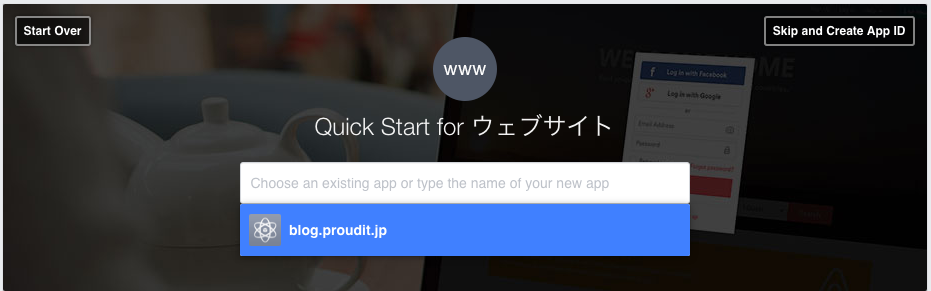 Start Over
Skip and Create App ID
www
Quick Start for ウェブサイト
Choose an existing app or type the name of your new app
blog.proudit.jp
Log in with Facebook
Log in with Google
or
Email Address
Password